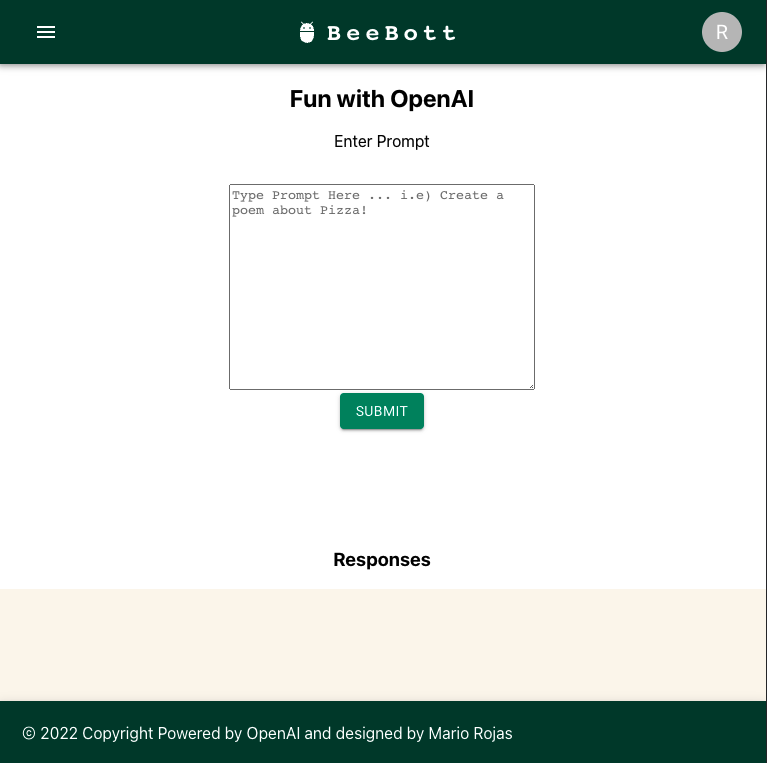 BeeBott
R
Fun with OpenAI
Enter Prompt
Type Prompt Here ... i.e) Create a
poem about Pizza!
SUBMIT
Responses
© 2022 Copyright Powered by OpenAI and designed by Mario Rojas